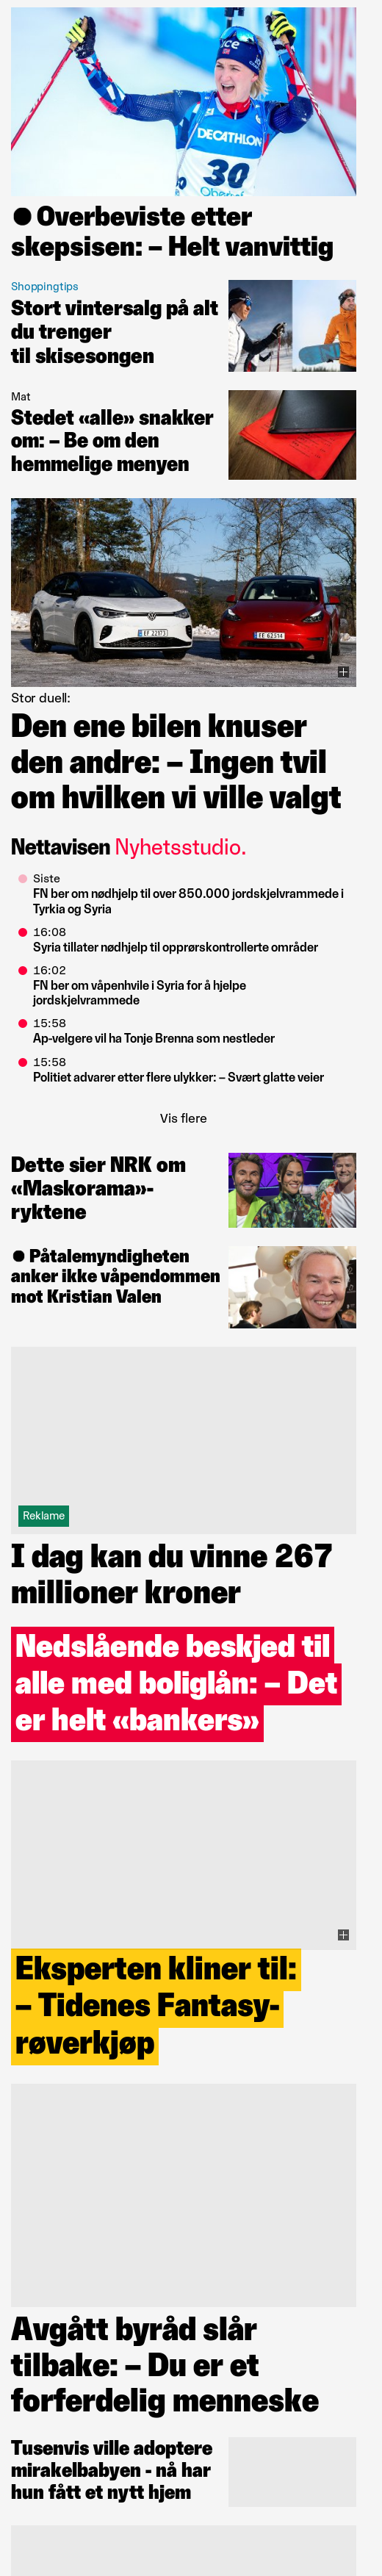 ice
DECATHLON
30
30
Oberhof
● Overbeviste etter
skepsisen: – Helt vanvittig
Shoppingtips
Stort vintersalg på alt
du trenger
til skisesongen
Mat
Stedet «alle» snakker
om: – Be om den
hemmelige menyen
Stor duell:
Den ene bilen knuser
den andre: – Ingen tvil
om hvilken vi ville valgt
Nettavisen Nyhetsstudio.
Siste
FN ber om nødhjelp til over 850.000 jordskjelvrammede i
Tyrkia og Syria
16:08
Syria tillater nødhjelp til opprørskontrollerte områder
16:02
FN ber om våpenhvile i Syria for å hjelpe
jordskjelvrammede
15:58
Ap-velgere vil ha Tonje Brenna som nestleder
15:58
Politiet advarer etter flere ulykker: – Svært glatte veier
Vis flere
Dette sier NRK om
«Maskorama»-
ryktene
● Påtalemyndigheten
anker ikke våpendommen
mot Kristian Valen
Reklame
I dag kan du vinne 267
millioner kroner
Nedslående beskjed til
alle med boliglån: – Det
er helt «bankers»
Eksperten kliner til:
– Tidenes Fantasy-
røverkjøp
Avgått byråd slår
tilbake: – Du er et
forferdelig menneske
Tusenvis ville adoptere
mirakelbabyen - nå har
hun fått et nytt hjem